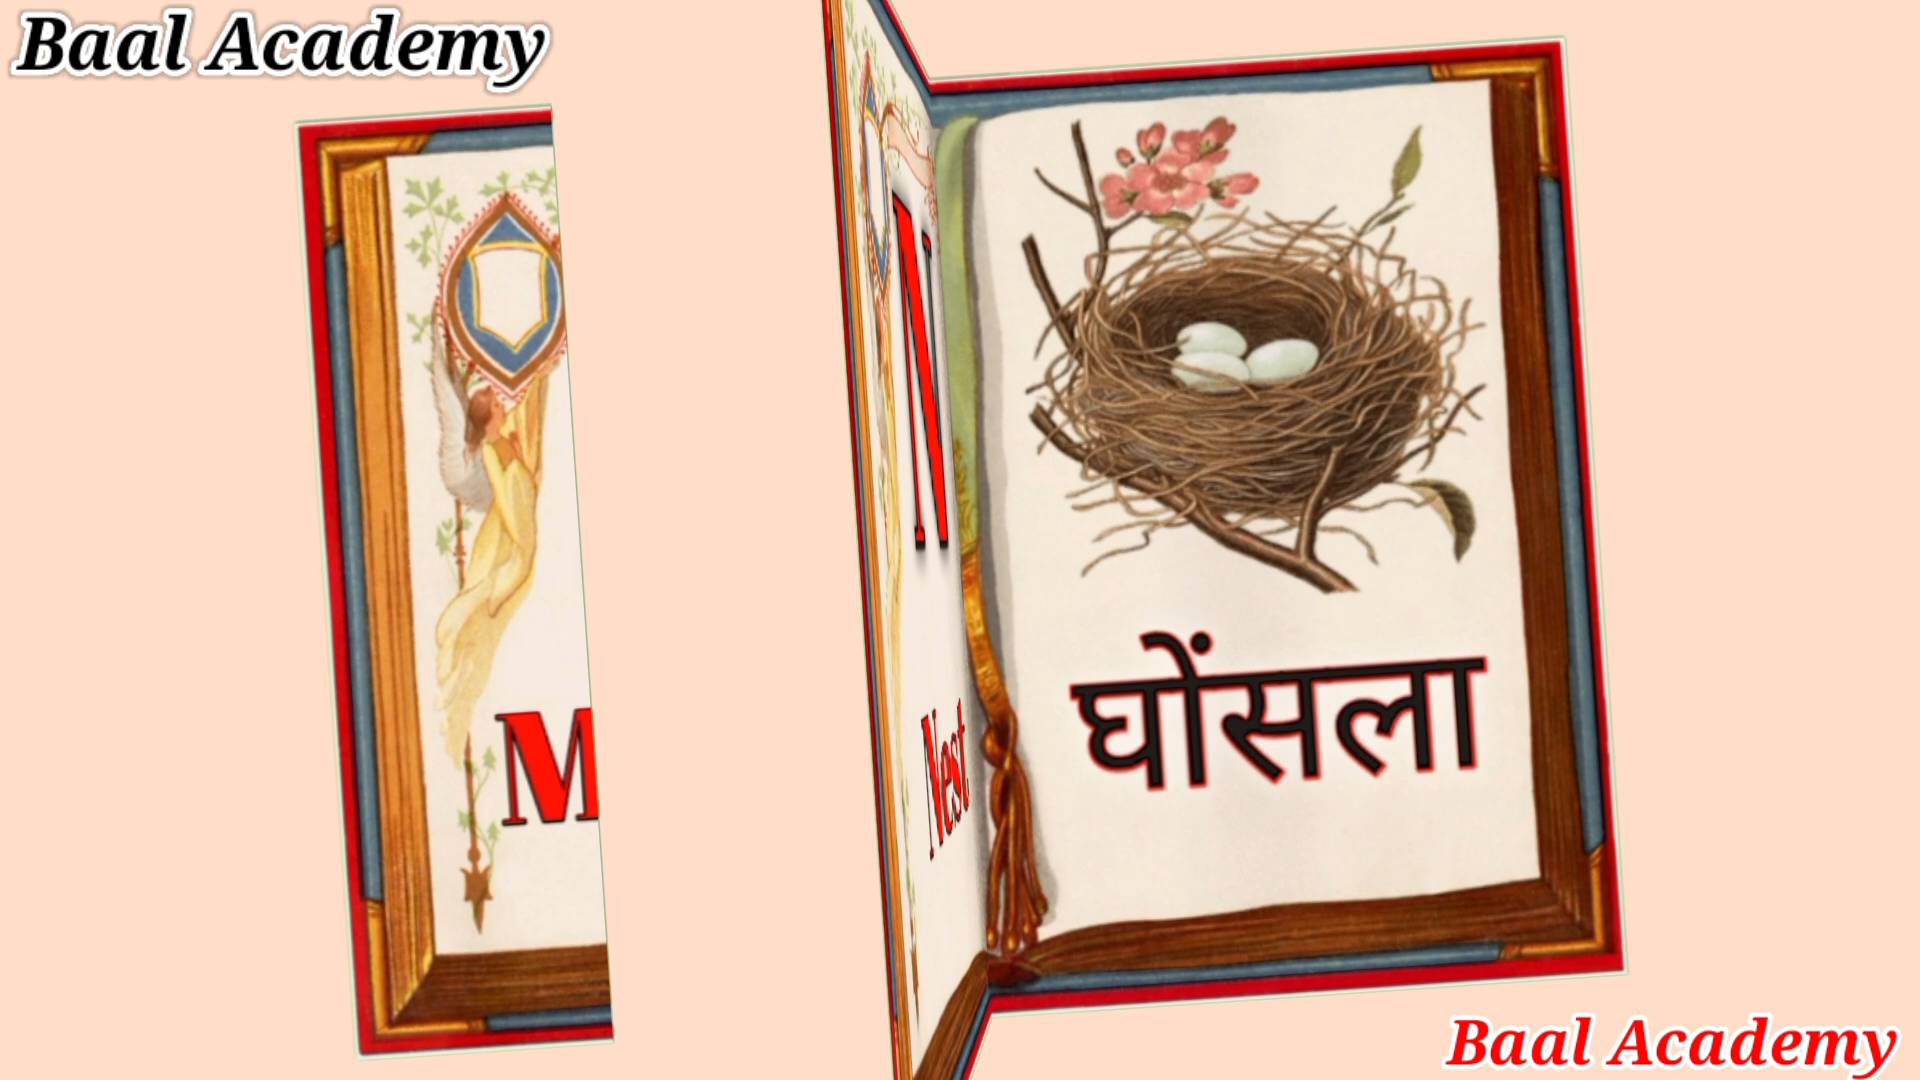 Baal Academy
M
N
Nest
घोंसला
Baal Academy